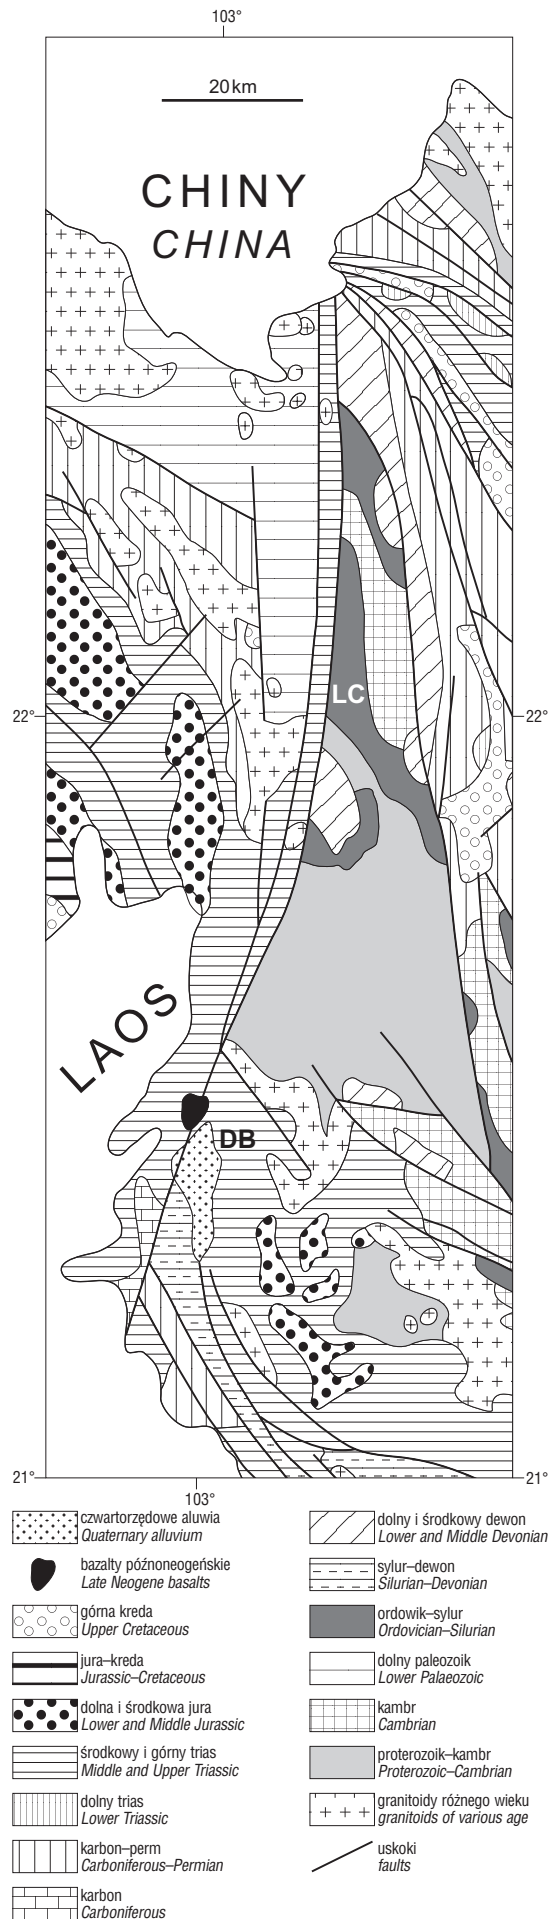 103°
20 km
CHINY
CHINA
LC
22°
22°
LAOS
DB
21°
21°
103°
czwartorzędowe aluwia
Quaternary alluvium
bazalty późnoneogeńskie
Late Neogene basalts
górna kreda
Upper Cretaceous
jura–kreda
Jurassic–Cretaceous
dolna i środkowa jura
Lower and Middle Jurassic
środkowy i górny trias
Middle and Upper Triassic
dolny trias
Lower Triassic
karbon–perm
Carboniferous–Permian
karbon
Carboniferous
dolny i środkowy dewon
Lower and Middle Devonian
sylur–dewon
Silurian–Devonian
ordowik–sylur
Ordovician–Silurian
dolny paleozoik
Lower Palaeozoic
kambr
Cambrian
proterozoik–kambr
Proterozoic–Cambrian
granitoidy różnego wieku
granitoids of various age
uskoki
faults